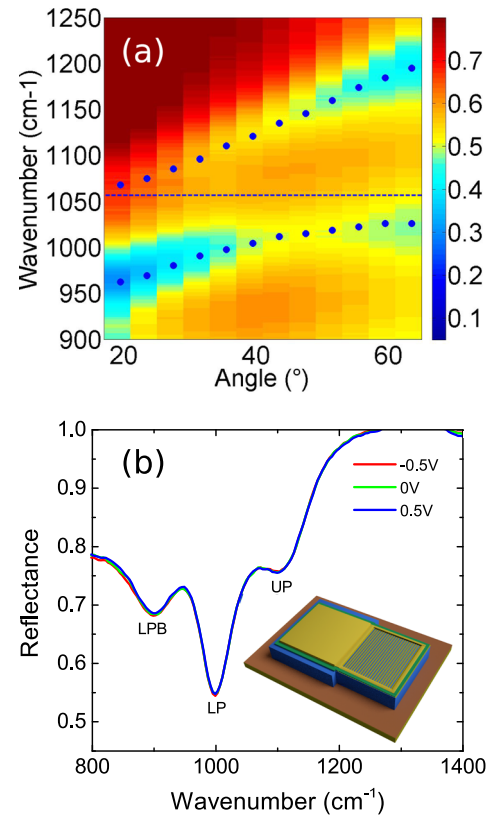 (a)
Wavenumber (cm-1)
1250
1200
1150
1100
1050
1000
950
900
20
40
60
Angle (°)
0.7
0.6
0.5
0.4
0.3
0.2
0.1
(b)
Reflectance
1.0
0.9
0.8
0.7
0.6
0.5
-0.5V
0V
0.5V
LPB
LP
UP
800
1000
1200
1400
Wavenumber (cm⁻¹)